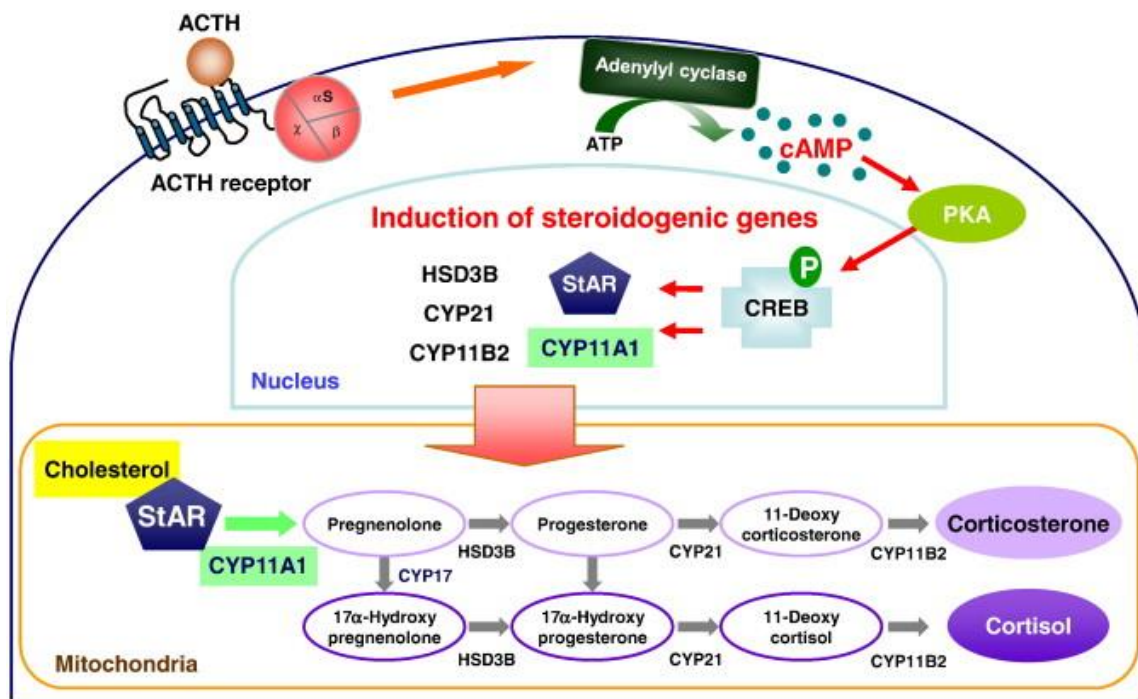 ACTH
αS
χ
β
ACTH receptor
Adenylyl cyclase
ATP
cAMP
PKA
Induction of steroidogenic genes
HSD3B
CYP21
CYP11B2
StAR
CYP11A1
P
CREB
Nucleus
Cholesterol
StAR
CYP11A1
Pregnenolone
HSD3B
Progesterone
CYP21
11-Deoxy
corticosterone
CYP11B2
Corticosterone
CYP17
17α-Hydroxy
pregnenolone
HSD3B
17α-Hydroxy
progesterone
CYP21
11-Deoxy
cortisol
CYP11B2
Cortisol
Mitochondria